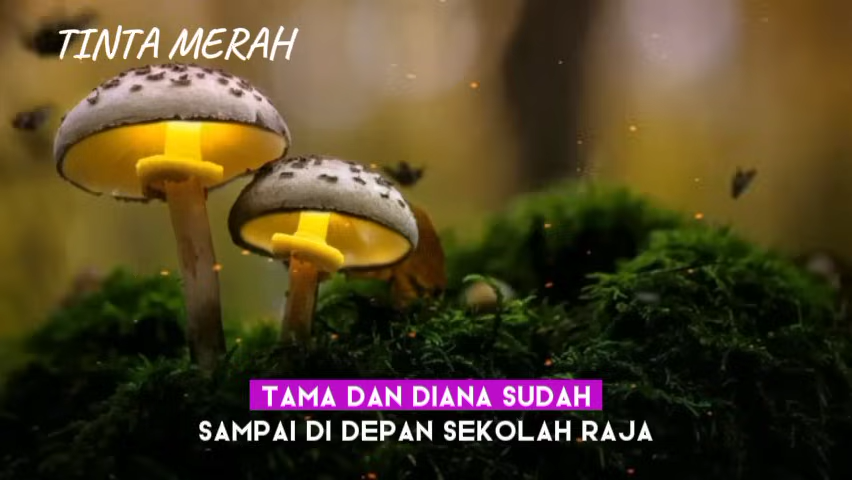 TINTA MERAH
TAMA DAN DIANA SUDAH
SAMPAI DI DEPAN SEKOLAH RAJA